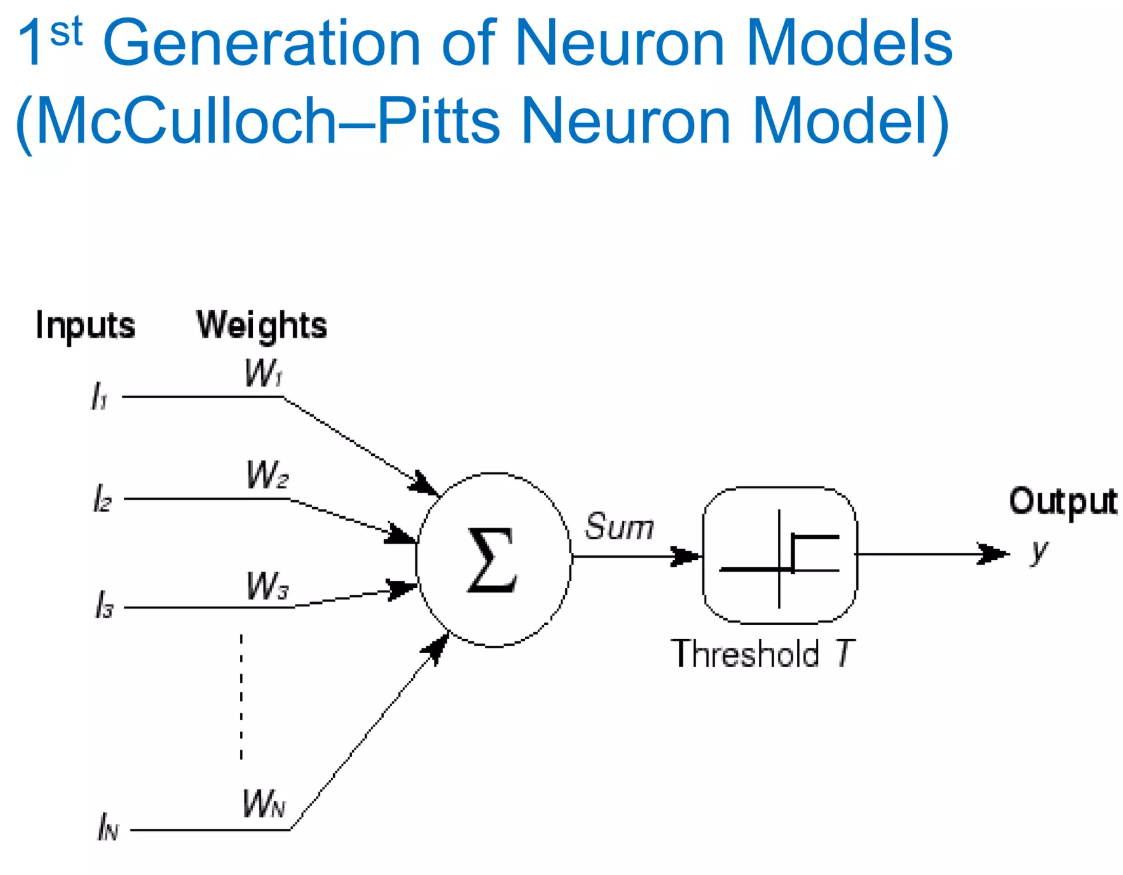 1st Generation of Neuron Models
(McCulloch–Pitts Neuron Model)
Inputs Weights
I1 W1
I2 W2
I3 W3
IN WN
Σ
Sum
Threshold T
Output
y